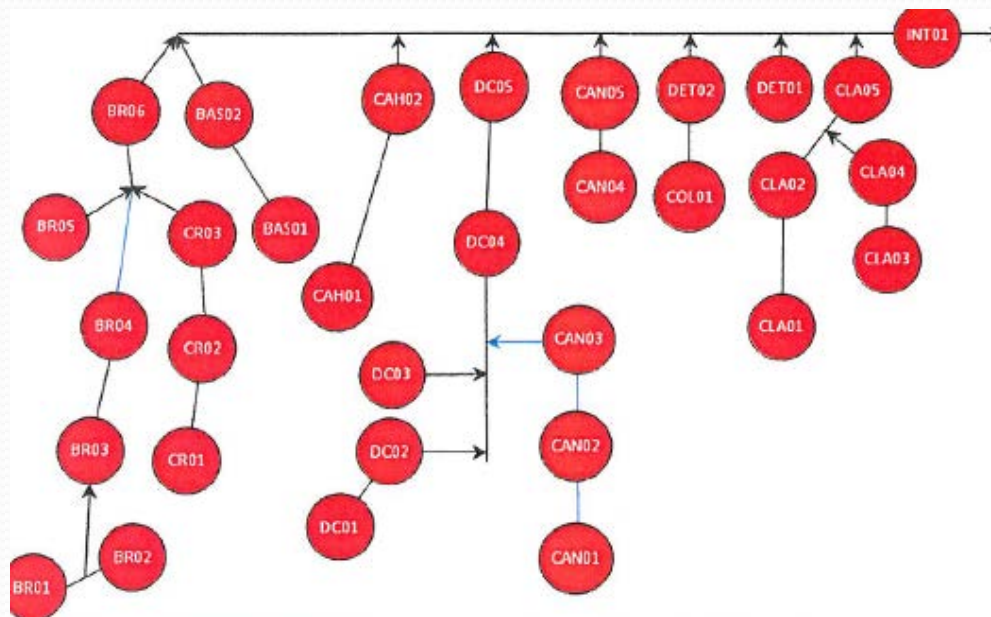 INT01
CAH02
DC05
CAN05
DET02
DET01
CLA05
BR06
BAS02
CLA04
CLA02
CAN04
COL01
BR05
CR03
BAS01
DC04
CLA03
CAH01
BR04
CLA01
CAN03
CR02
DC03
BR03
DC02
CAN02
CR01
DC01
BR02
CAN01
BR01